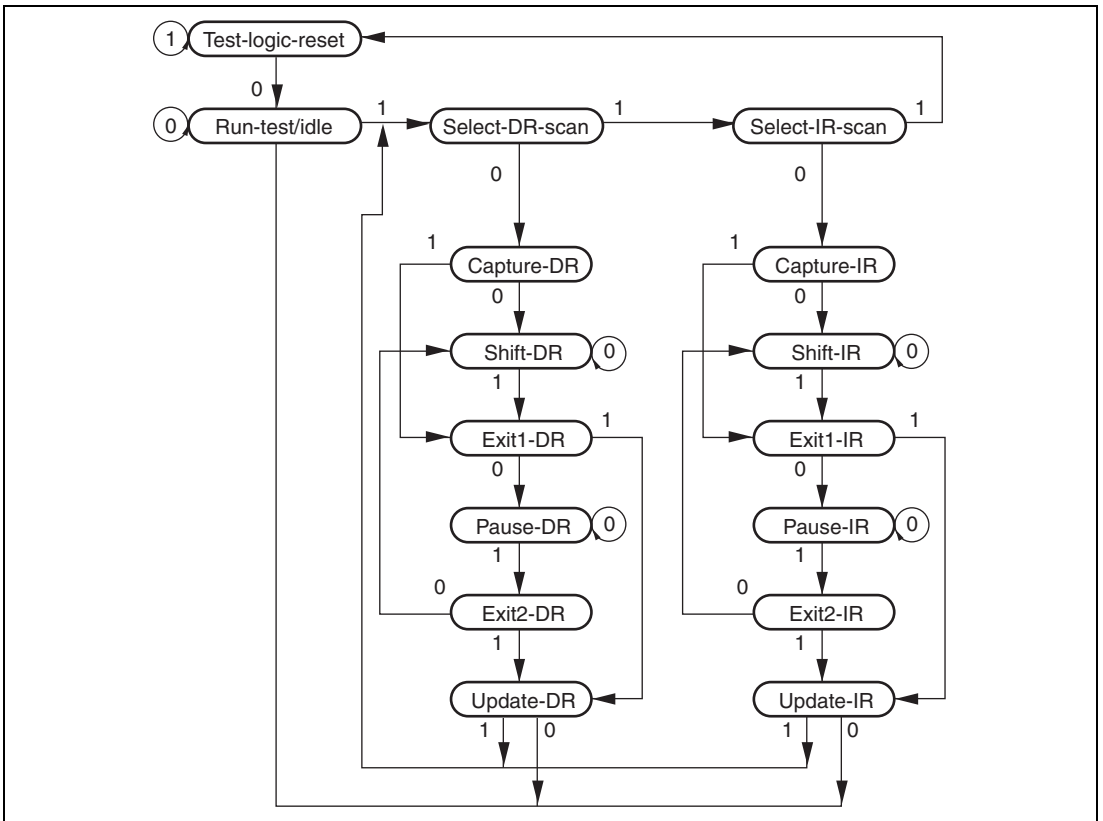 1 Test-logic-reset
0
0 Run-test/idle 1 Select-DR-scan 1 Select-IR-scan 1
0 0
1 1
Capture-DR Capture-IR
0 0
Shift-DR 0 Shift-IR 0
1 1
Exit1-DR 1 Exit1-IR 1
0 0
Pause-DR 0 Pause-IR 0
1 1
0 0
Exit2-DR Exit2-IR
1 1
Update-DR Update-IR
1 0 1 0